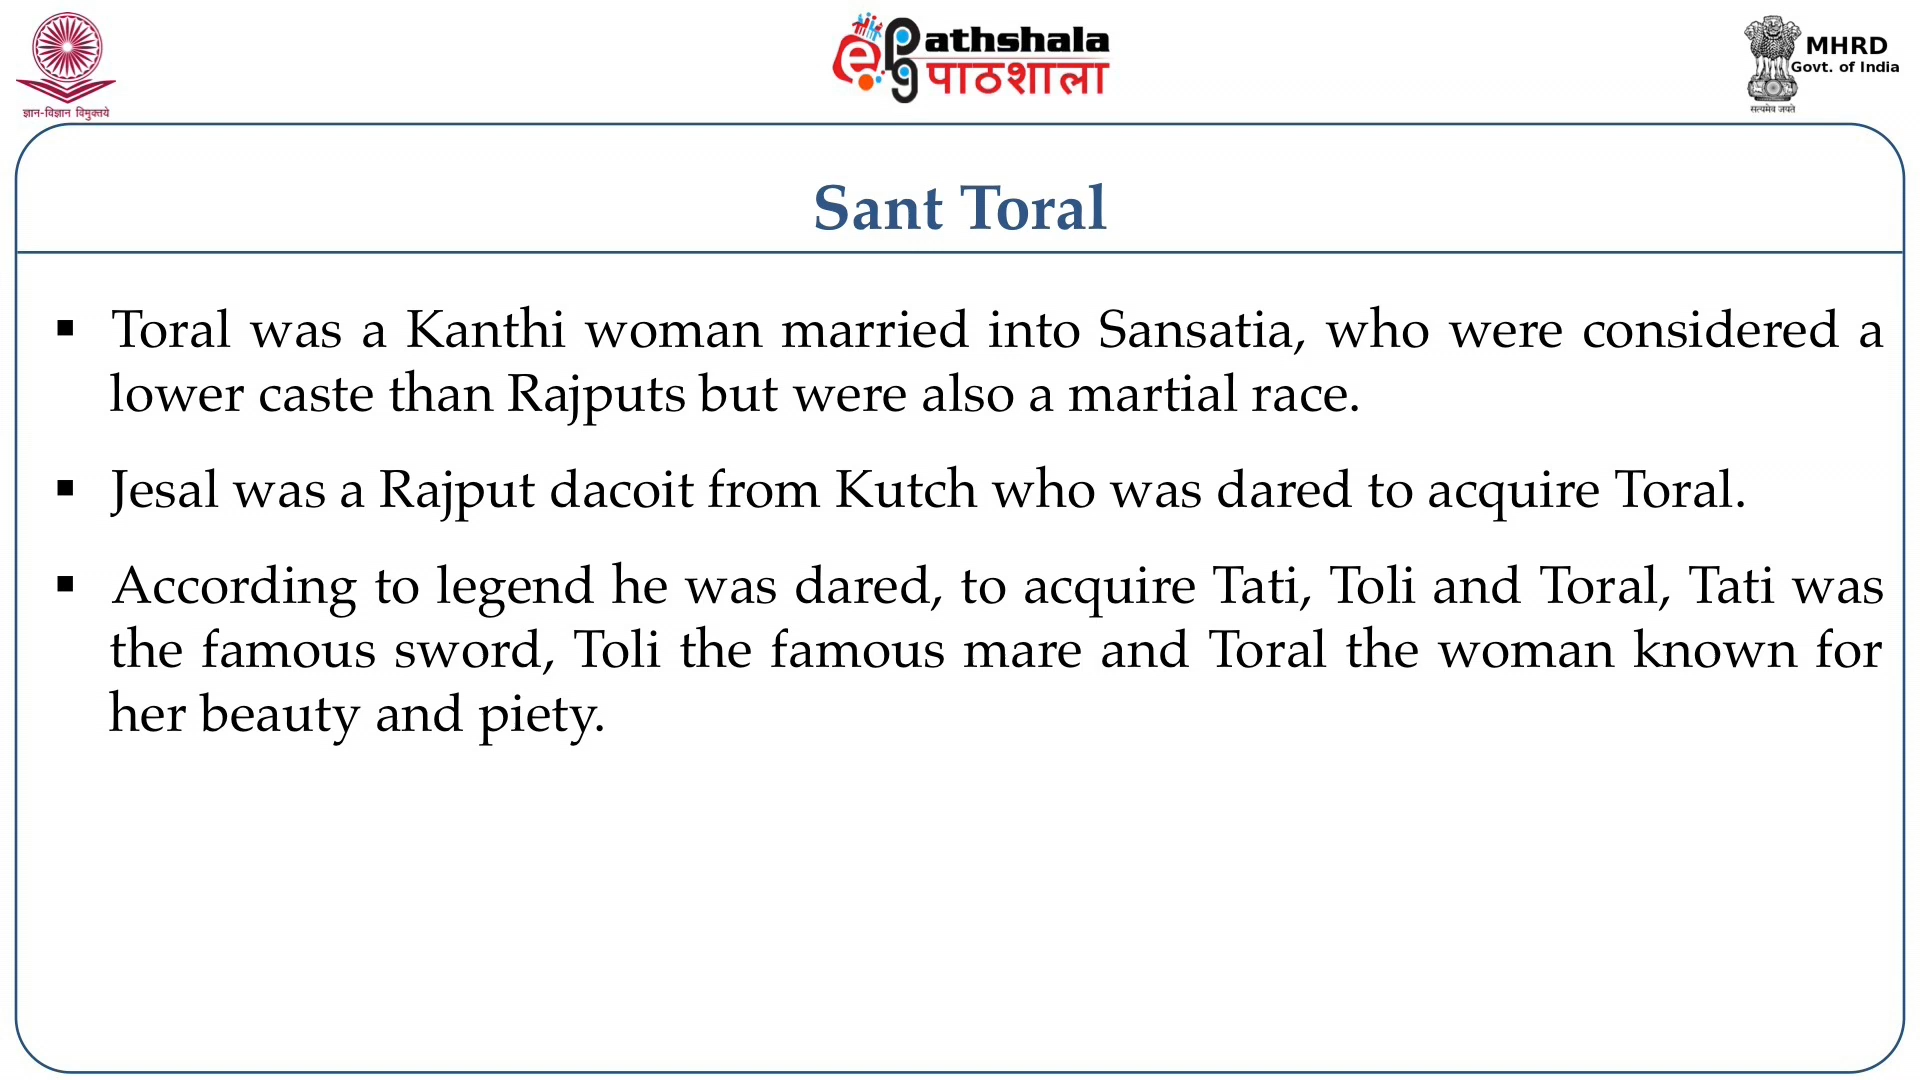 ज्ञान-विज्ञान विमुक्तये
e PG athshala
पाठशाला
MHRD
Govt. of India
सत्यमेव जयते
Sant Toral
▪ Toral was a Kanthi woman married into Sansatia, who were considered a
lower caste than Rajputs but were also a martial race.
▪ Jesal was a Rajput dacoit from Kutch who was dared to acquire Toral.
▪ According to legend he was dared, to acquire Tati, Toli and Toral, Tati was
the famous sword, Toli the famous mare and Toral the woman known for
her beauty and piety.